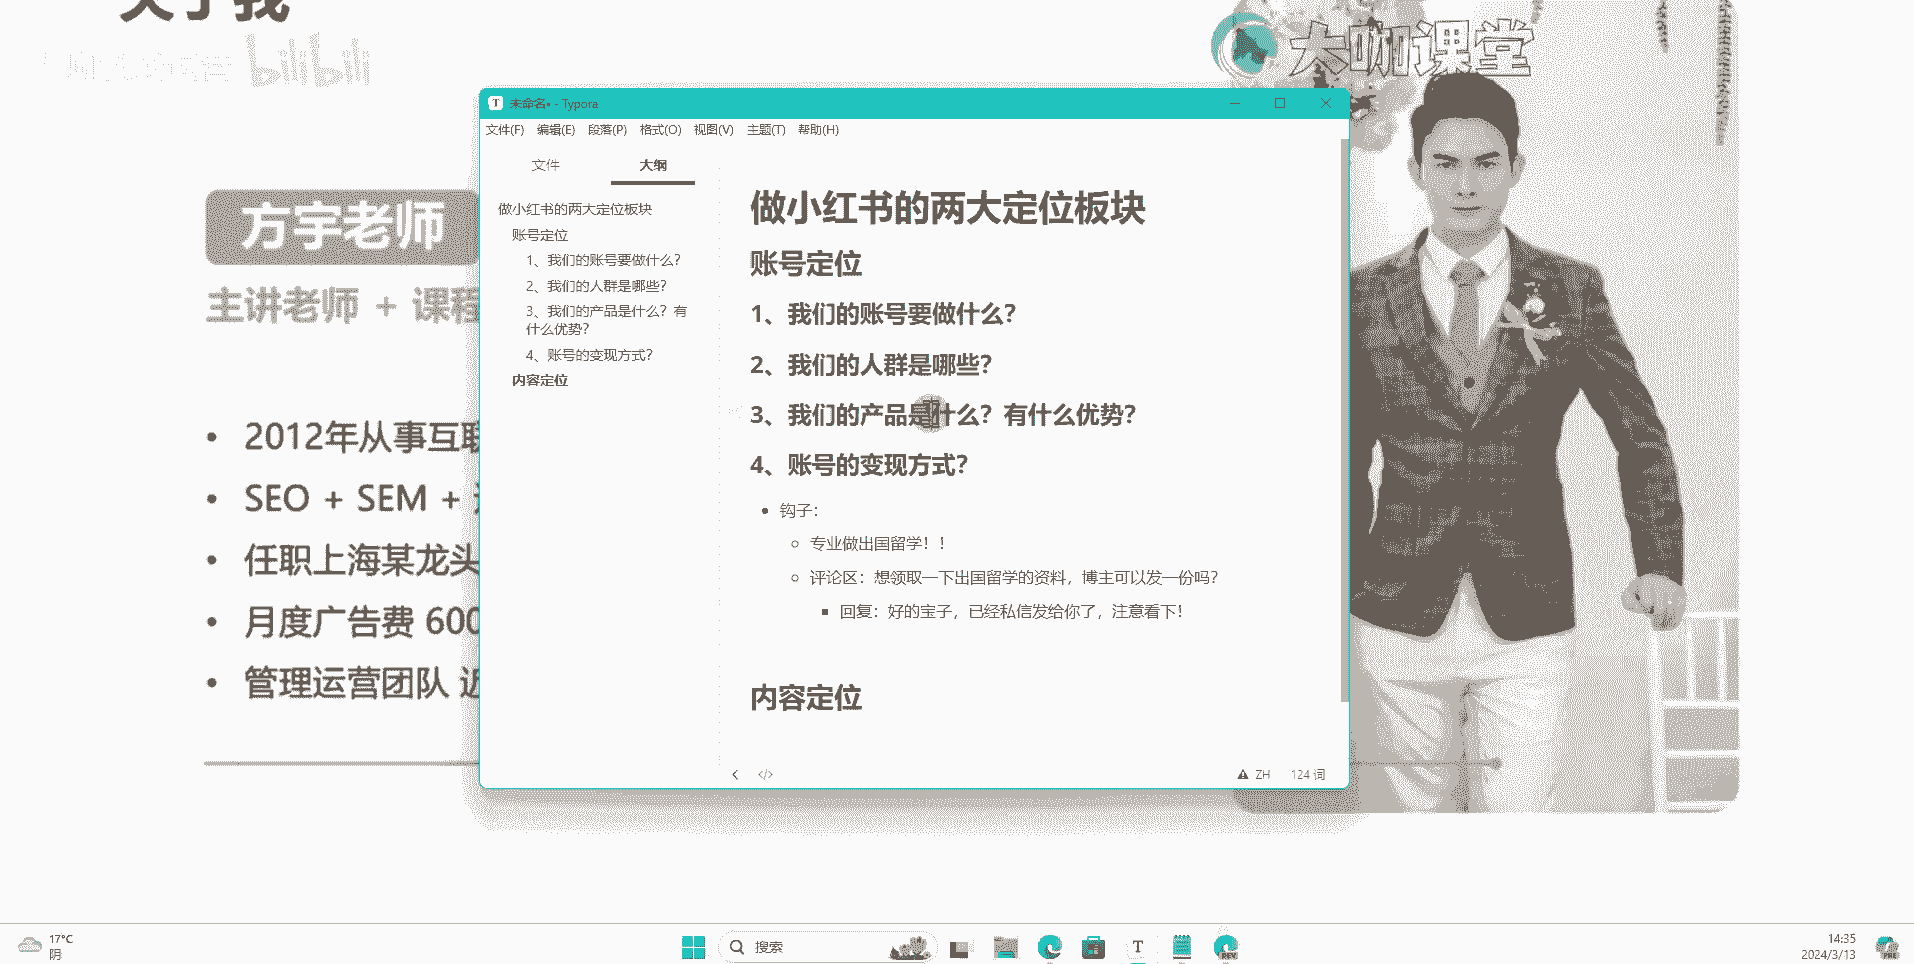 关于我
bilibili
大咖课堂
方宇老师
主讲老师 + 课程
2012年从事互联
SEO + SEM +
任职上海某龙头
月度广告费 600
管理运营团队 近
未命名• - Typora
文件(F) 编辑(E) 段落(P) 格式(O) 视图(V) 主题(T) 帮助(H)
文件 大纲
做小红书的两大定位板块
账号定位
1、我们的账号要做什么？
2、我们的人群是哪些？
3、我们的产品是什么？有
什么优势？
4、账号的变现方式？
内容定位
做小红书的两大定位板块
账号定位
1、我们的账号要做什么？
2、我们的人群是哪些？
3、我们的产品是什么？有什么优势？
4、账号的变现方式？
钩子：
专业做出国留学！！
评论区：想领取一下出国留学的资料，博主可以发一份吗？
回复：好的宝子，已经私信发给你了，注意看下！
内容定位
ZH 124 词
17°C
阴
搜索
14:35
2024/3/13